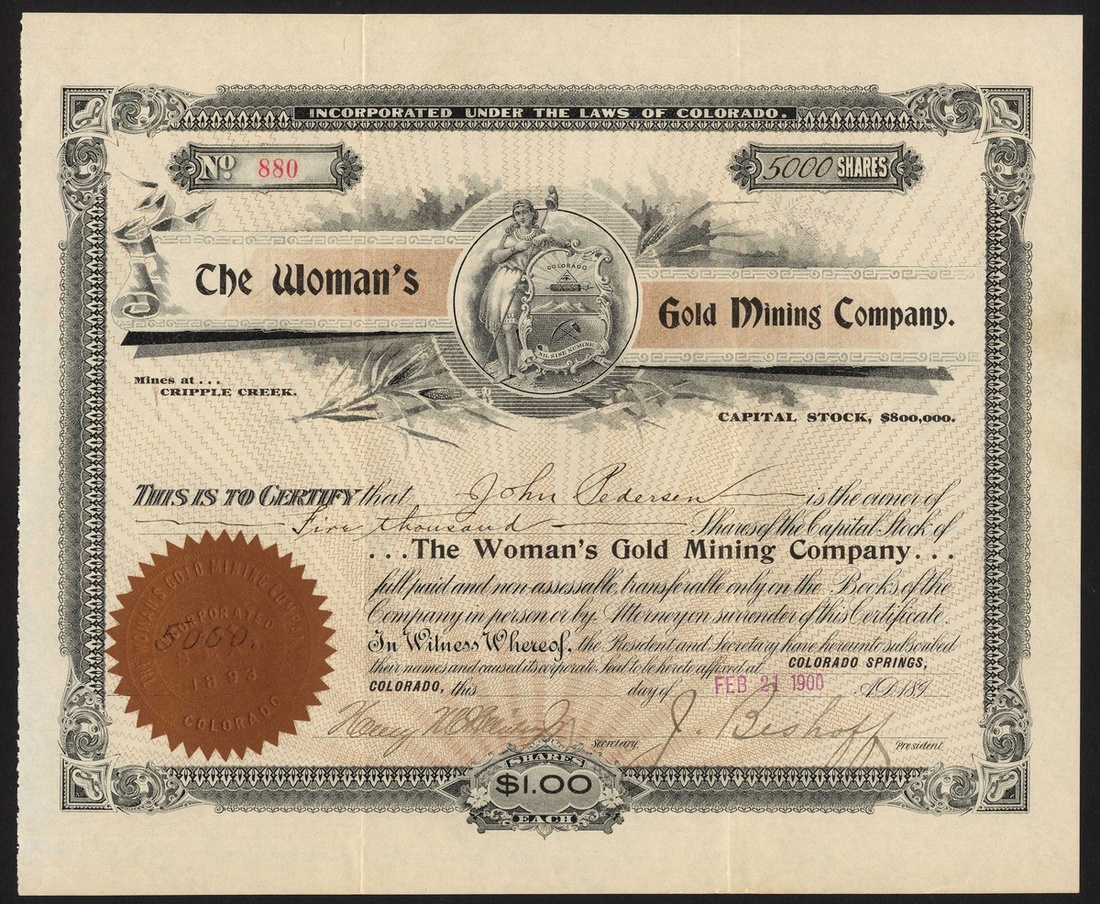 INCORPORATED UNDER THE LAWS OF COLORADO.
No 880
5000 SHARES
The Woman's
Gold Mining Company.
COLORADO
NIL SINE NUMINE
Mines at...
CRIPPLE CREEK.
CAPITAL STOCK, $800,000.
THIS IS TO CERTIFY that John Pedersen is the owner of
Five thousand Shares of the Capital Stock of
...The Woman's Gold Mining Company...
full paid and non-assessable, transferable only on the Books of the
Company in person or by Attorney on surrender of this Certificate.
In Witness Whereof, the President and Secretary have hereunto subscribed
their names and caused its corporate Seal to be hereto affixed at COLORADO SPRINGS,
COLORADO, this day of FEB 21 1900 A.D. 189
THE WOMAN'S GOLD MINING COMPANY
INCORPORATED
5000.
COLORADO
Secretary.
J. Bishoff
President
SHARES
$1.00
EACH